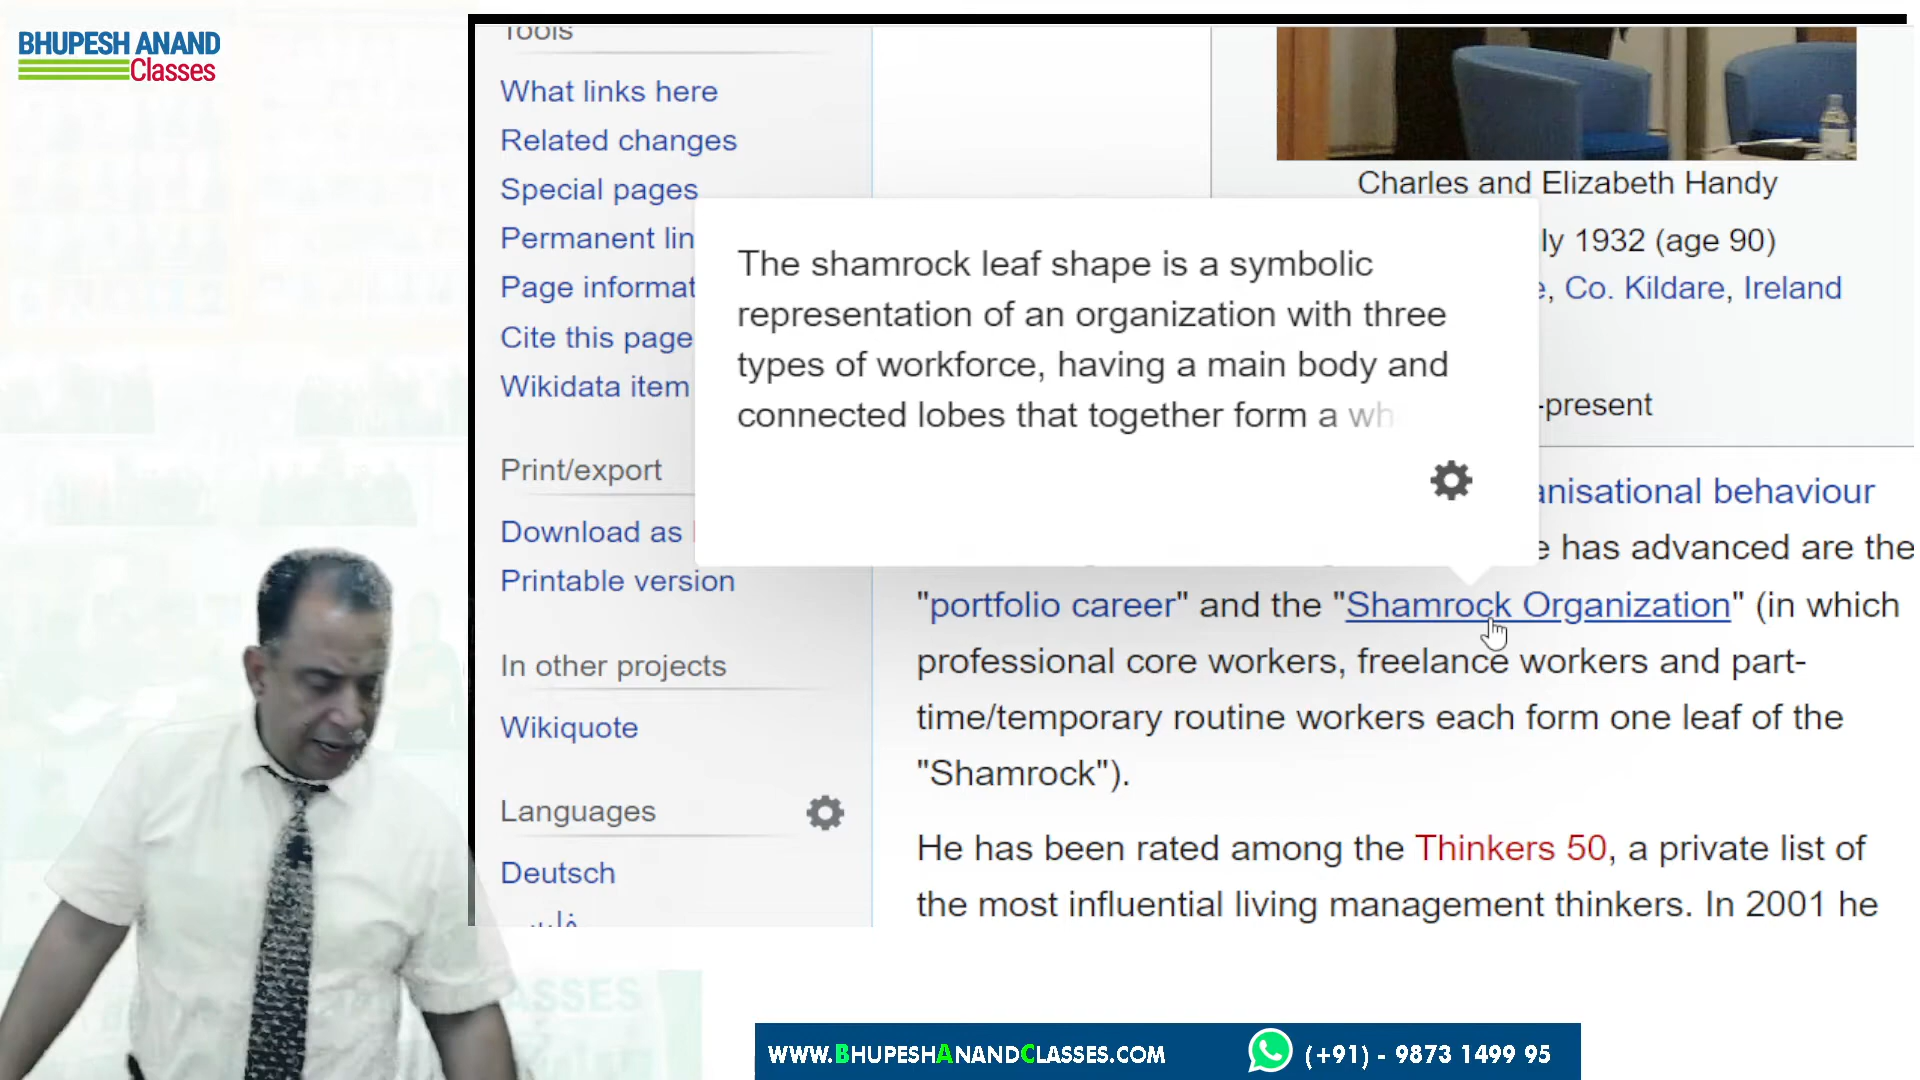 BHUPESH ANAND
Classes
Tools
What links here
Related changes
Special pages
Permanent lin
Page informat
Cite this page
Wikidata item
Print/export
Download as
Printable version
In other projects
Wikiquote
Languages
Deutsch
Charles and Elizabeth Handy
ly 1932 (age 90)
e, Co. Kildare, Ireland
-present
The shamrock leaf shape is a symbolic
representation of an organization with three
types of workforce, having a main body and
connected lobes that together form a wh
anisational behaviour
e has advanced are the
"portfolio career" and the "Shamrock Organization" (in which
professional core workers, freelance workers and part-
time/temporary routine workers each form one leaf of the
"Shamrock").
He has been rated among the Thinkers 50, a private list of
the most influential living management thinkers. In 2001 he
WWW.BHUPESHANANDCLASSES.COM
(+91) - 9873 1499 95